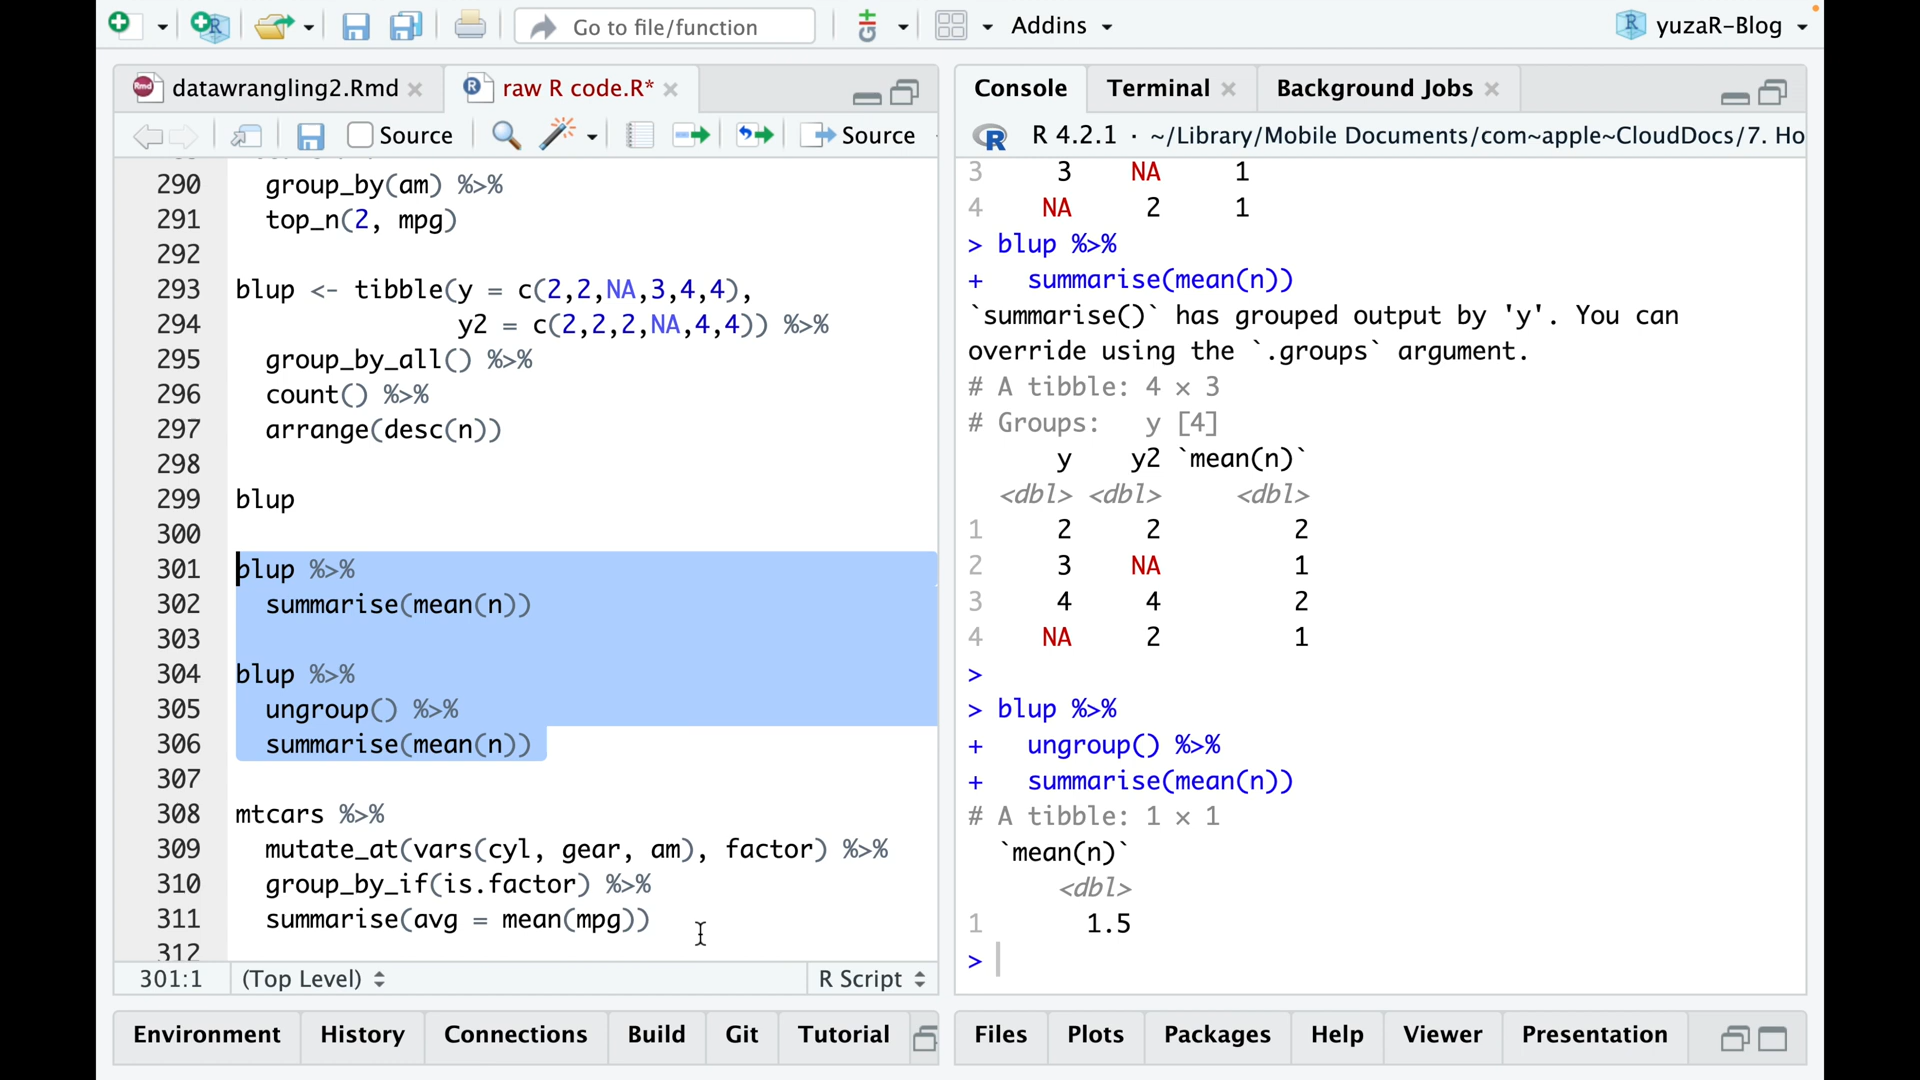 Go to file/function
Addins
yuzaR-Blog
datawrangling2.Rmd
raw R code.R*
Source
Source
290 group_by(am) %>%
291 top_n(2, mpg)
292
293 blup <- tibble(y = c(2,2,NA,3,4,4),
294 y2 = c(2,2,2,NA,4,4)) %>%
295 group_by_all() %>%
296 count() %>%
297 arrange(desc(n))
298
299 blup
300
301 blup %>%
302 summarise(mean(n))
303
304 blup %>%
305 ungroup() %>%
306 summarise(mean(n))
307
308 mtcars %>%
309 mutate_at(vars(cyl, gear, am), factor) %>%
310 group_by_if(is.factor) %>%
311 summarise(avg = mean(mpg))
312
301:1 (Top Level) R Script
Environment History Connections Build Git Tutorial
Console Terminal Background Jobs
R 4.2.1 · ~/Library/Mobile Documents/com~apple~CloudDocs/7. Ho
3 3 NA 1
4 NA 2 1
> blup %>%
+ summarise(mean(n))
`summarise()` has grouped output by 'y'. You can
override using the `.groups` argument.
# A tibble: 4 × 3
# Groups: y [4]
y y2 `mean(n)`
<dbl> <dbl> <dbl>
1 2 2 2
2 3 NA 1
3 4 4 2
4 NA 2 1
>
> blup %>%
+ ungroup() %>%
+ summarise(mean(n))
# A tibble: 1 × 1
`mean(n)`
<dbl>
1 1.5
>
Files Plots Packages Help Viewer Presentation